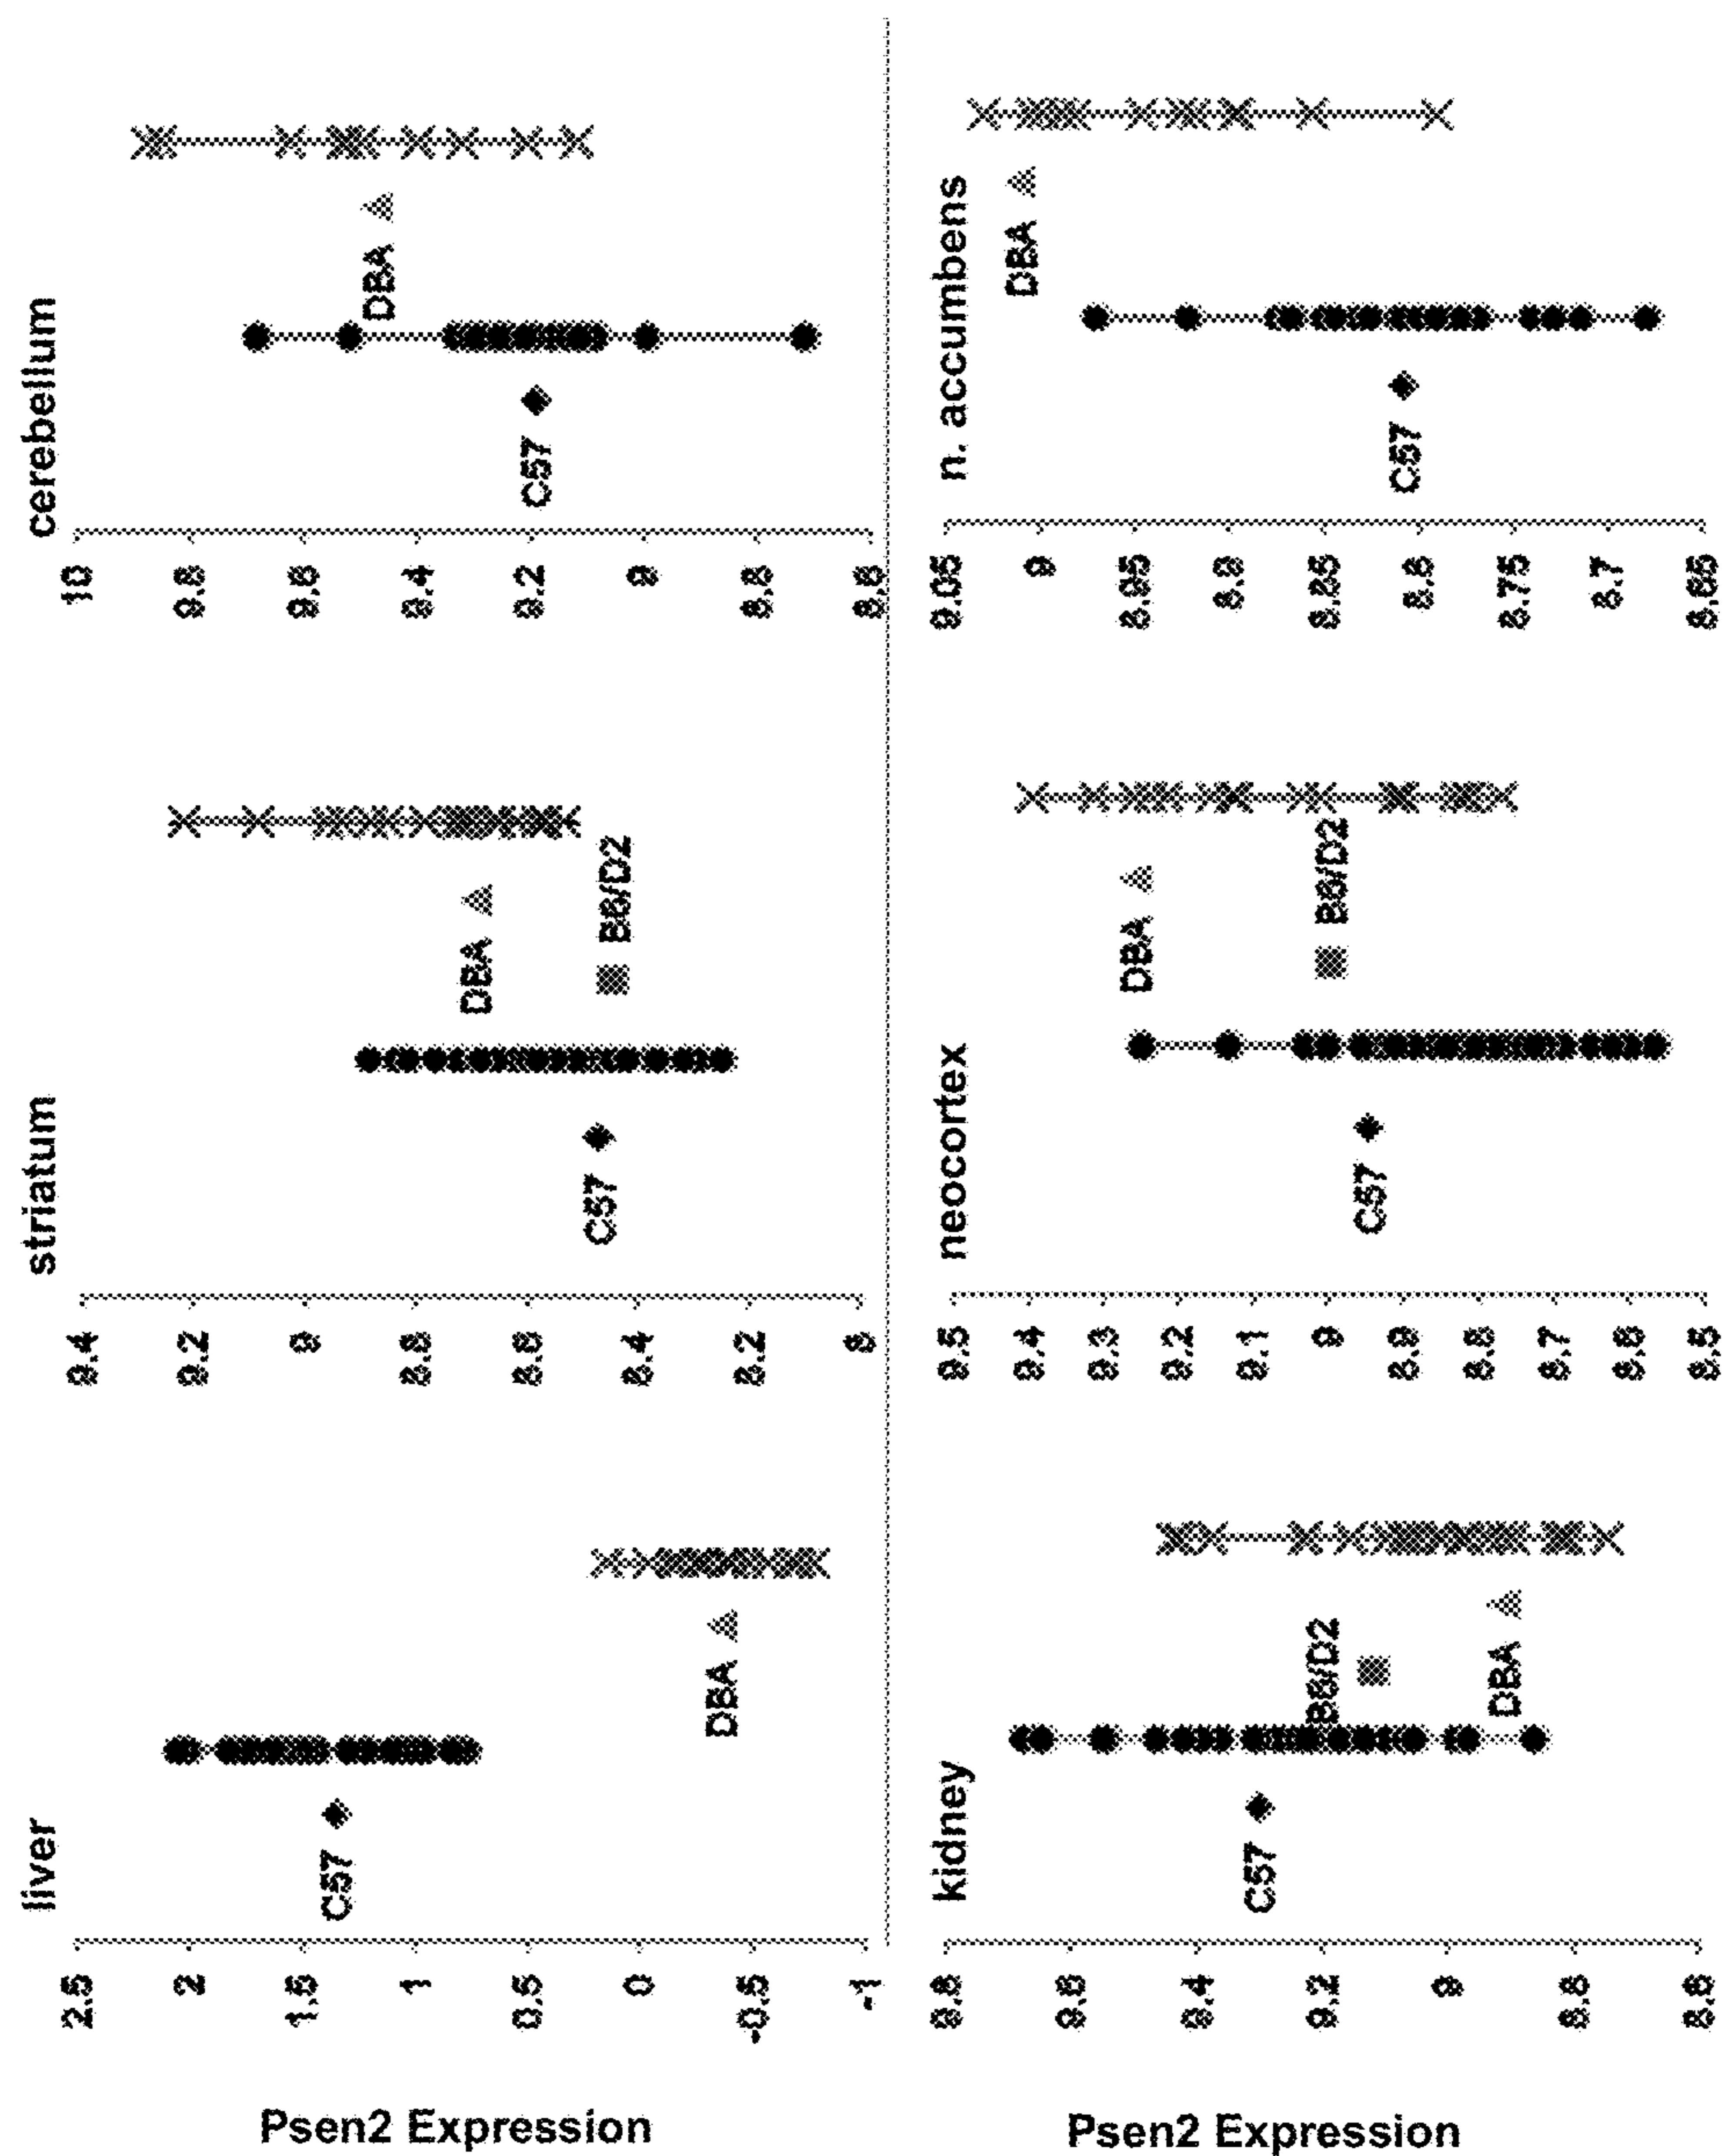 Psen2 Expression
liver
2.5
2
1.5
1
0.5
0
-0.5
-1
C57
DBA
striatum
9.4
9.2
9
8.8
8.6
8.4
8.2
8
C57
DBA
B6/D2
cerebellum
10
9.8
9.6
9.4
9.2
9
8.8
8.6
C57
DBA
Psen2 Expression
kidney
9.8
9.6
9.4
9.2
9
8.8
8.6
C57
B6/D2
DBA
neocortex
9.5
9.4
9.3
9.2
9.1
9
8.9
8.8
8.7
8.6
8.5
C57
DBA
B6/D2
n. accumbens
9.05
9
8.95
8.9
8.85
8.8
8.75
8.7
8.65
C57
DBA